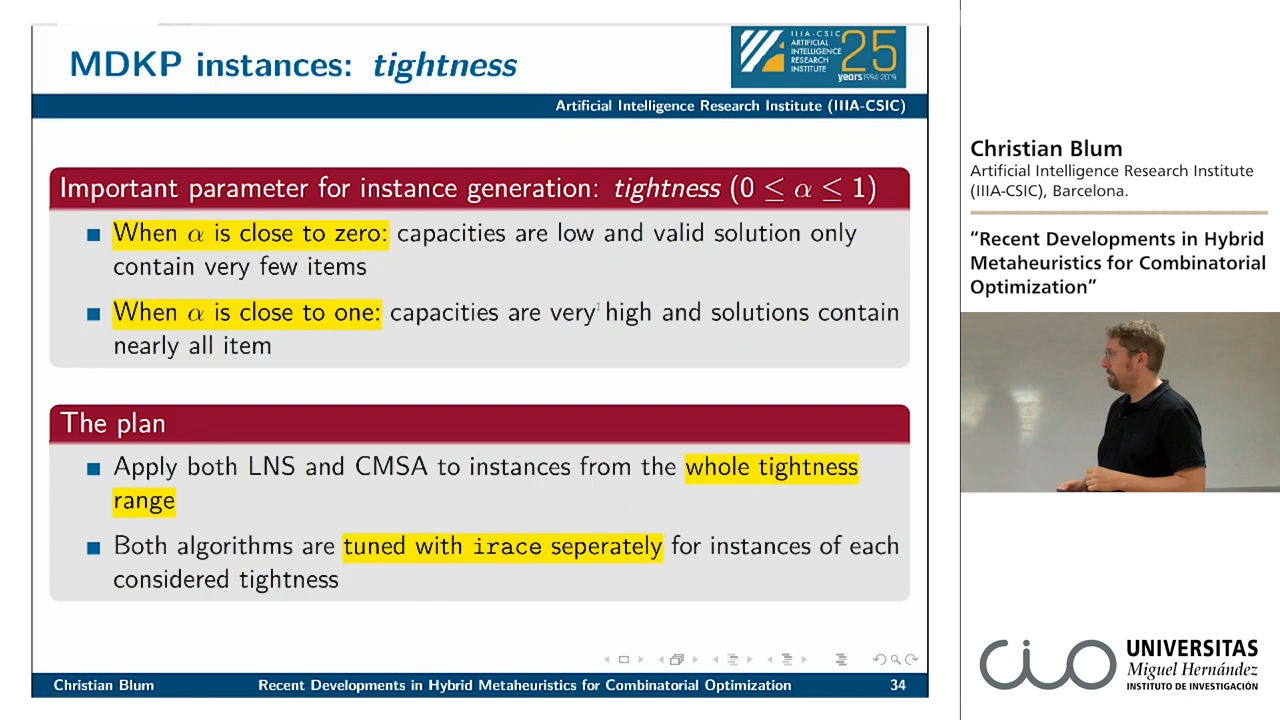 MDKP instances: tightness
IIIA-CSIC
ARTIFICIAL
INTELLIGENCE
RESEARCH
INSTITUTE
25
years 1994-2019
Artificial Intelligence Research Institute (IIIA-CSIC)
Important parameter for instance generation: tightness (0 ≤ α ≤ 1)
When α is close to zero: capacities are low and valid solution only
contain very few items
When α is close to one: capacities are very high and solutions contain
nearly all item
The plan
Apply both LNS and CMSA to instances from the whole tightness
range
Both algorithms are tuned with irace seperately for instances of each
considered tightness
Christian Blum
Recent Developments in Hybrid Metaheuristics for Combinatorial Optimization
34
Christian Blum
Artificial Intelligence Research Institute
(IIIA-CSIC), Barcelona.
“Recent Developments in Hybrid
Metaheuristics for Combinatorial
Optimization”
cio
UNIVERSITAS
Miguel Hernández
INSTITUTO DE INVESTIGACIÓN